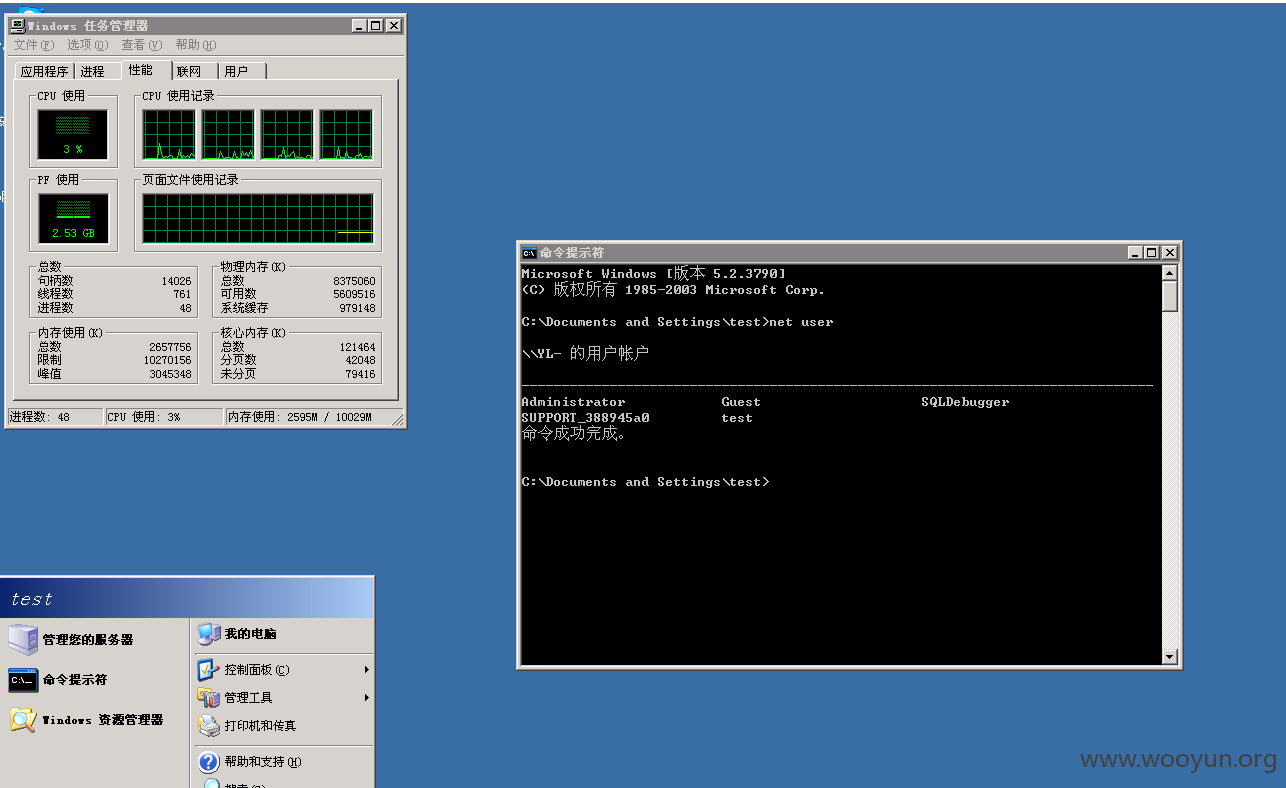 Windows 任务管理器
文件(F) 选项(O) 查看(V) 帮助(H)
应用程序 进程 性能 联网 用户
CPU 使用
3 %
CPU 使用记录
PF 使用
2.53 GB
页面文件使用记录
总数
句柄数 14026
线程数 761
进程数 48
物理内存(K)
总数 8375060
可用数 5609516
系统缓存 979148
内存使用(K)
总数 2657756
限制 10270156
峰值 3045348
核心内存(K)
总数 121464
分页数 42048
未分页 79416
进程数: 48 CPU 使用: 3% 内存使用: 2595M / 10029M
命令提示符
Microsoft Windows [版本 5.2.3790]
(C) 版权所有 1985-2003 Microsoft Corp.
C:\Documents and Settings\test>net user
\\YL- 的用户帐户
-------------------------------------------------------------------------------
Administrator Guest SQLDebugger
SUPPORT_388945a0 test
命令成功完成。
C:\Documents and Settings\test>
test
管理您的服务器
命令提示符
Windows 资源管理器
我的电脑
控制面板(C)
管理工具
打印机和传真
帮助和支持(H)
www.wooyun.org